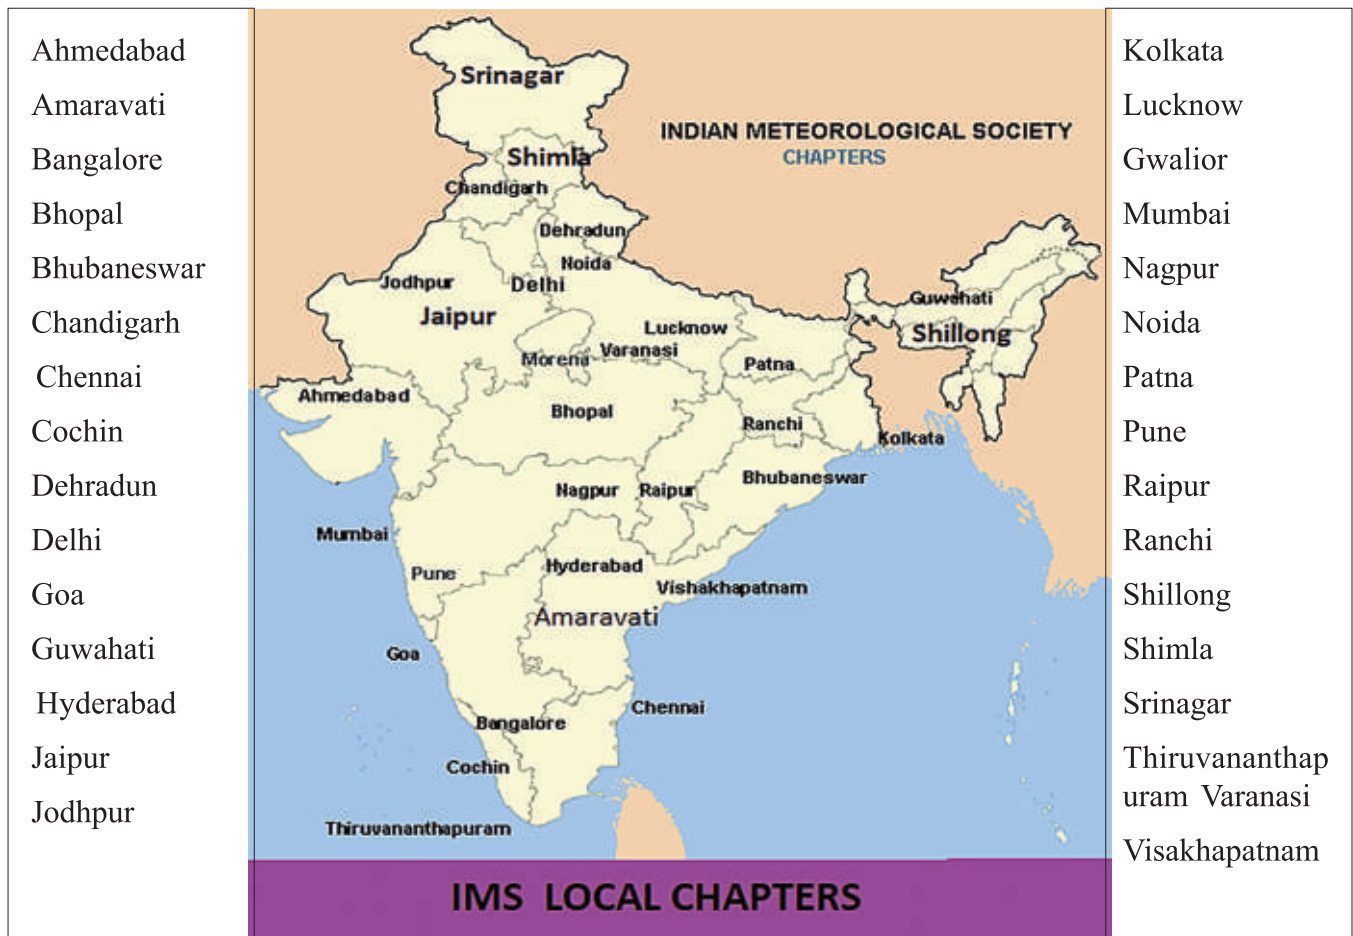 Ahmedabad
Amaravati
Bangalore
Bhopal
Bhubaneswar
Chandigarh
Chennai
Cochin
Dehradun
Delhi
Goa
Guwahati
Hyderabad
Jaipur
Jodhpur
Srinagar
INDIAN METEOROLOGICAL SOCIETY
CHAPTERS
Shimla
Chandigarh
Dehradun
Noida
Jodhpur
Delhi
Guwahati
Jaipur
Lucknow
Shillong
Morena
Varanasi
Patna
Ahmedabad
Bhopal
Ranchi
Kolkata
Bhubaneswar
Nagpur
Raipur
Mumbai
Pune
Hyderabad
Vishakhapatnam
Amaravati
Goa
Chennai
Bangalore
Cochin
Thiruvananthapuram
IMS LOCAL CHAPTERS
Kolkata
Lucknow
Gwalior
Mumbai
Nagpur
Noida
Patna
Pune
Raipur
Ranchi
Shillong
Shimla
Srinagar
Thiruvananthap
uram Varanasi
Visakhapatnam